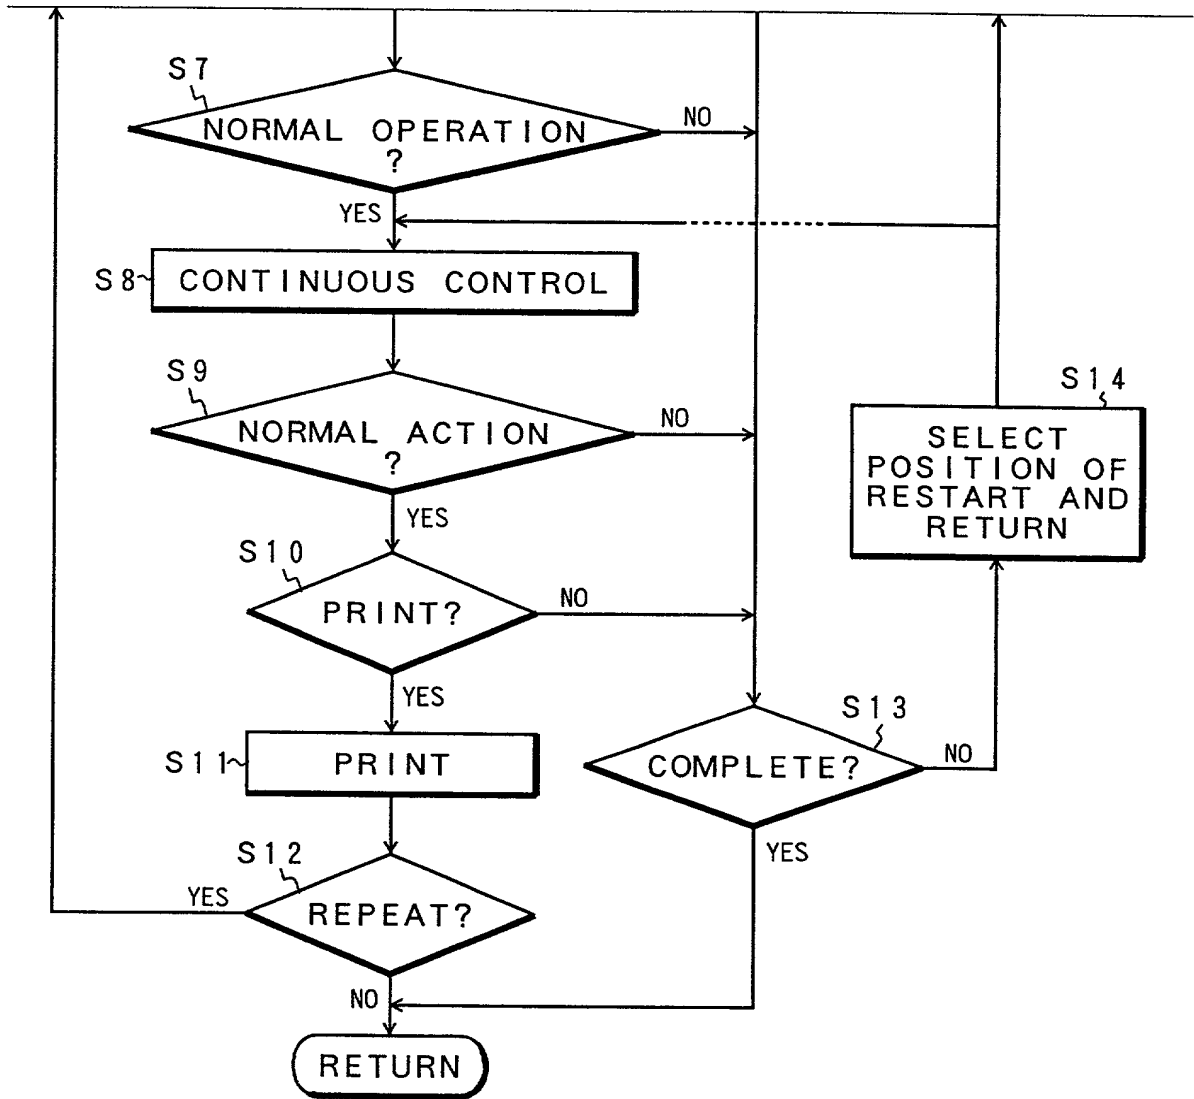 S7
NORMAL OPERATION
?
NO
YES
S8
CONTINUOUS CONTROL
S9
NORMAL ACTION
?
NO
YES
S14
SELECT
POSITION OF
RESTART AND
RETURN
S10
PRINT?
NO
YES
S11
PRINT
S13
COMPLETE?
NO
YES
S12
REPEAT?
YES
NO
RETURN